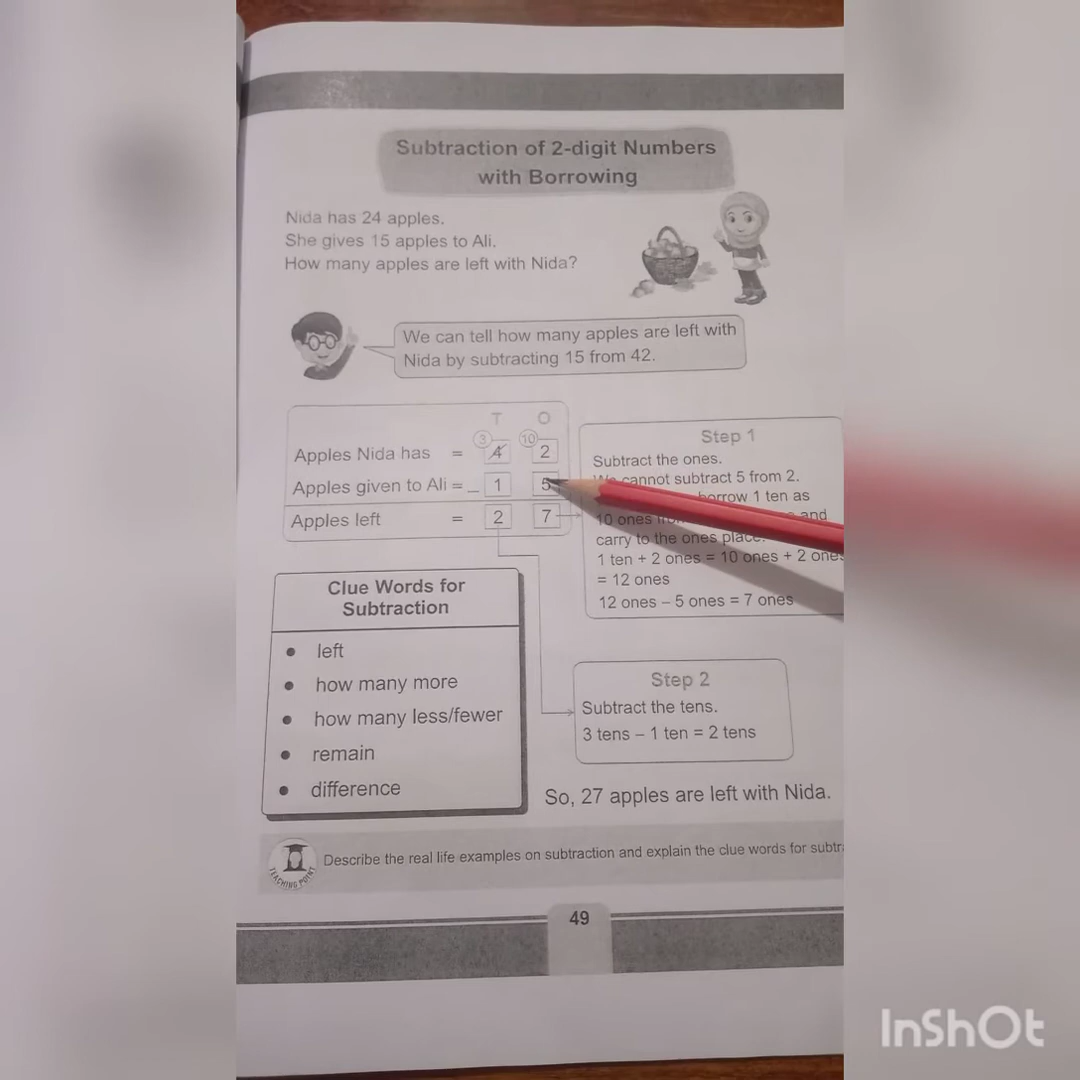 Subtraction of 2-digit Numbers
with Borrowing
Nida has 24 apples.
She gives 15 apples to Ali.
How many apples are left with Nida?
We can tell how many apples are left with
Nida by subtracting 15 from 42.
T O
3 10
Apples Nida has = 4 2
Apples given to Ali = _ 1 5
Apples left = 2 7
Step 1
Subtract the ones.
We cannot subtract 5 from 2.
borrow 1 ten as
10 ones and
carry to the ones place.
1 ten + 2 ones = 10 ones + 2 ones
= 12 ones
12 ones – 5 ones = 7 ones
Clue Words for
Subtraction
• left
• how many more
• how many less/fewer
• remain
• difference
Step 2
Subtract the tens.
3 tens – 1 ten = 2 tens
So, 27 apples are left with Nida.
TEACHING POINT
Describe the real life examples on subtraction and explain the clue words for
49
InShOt